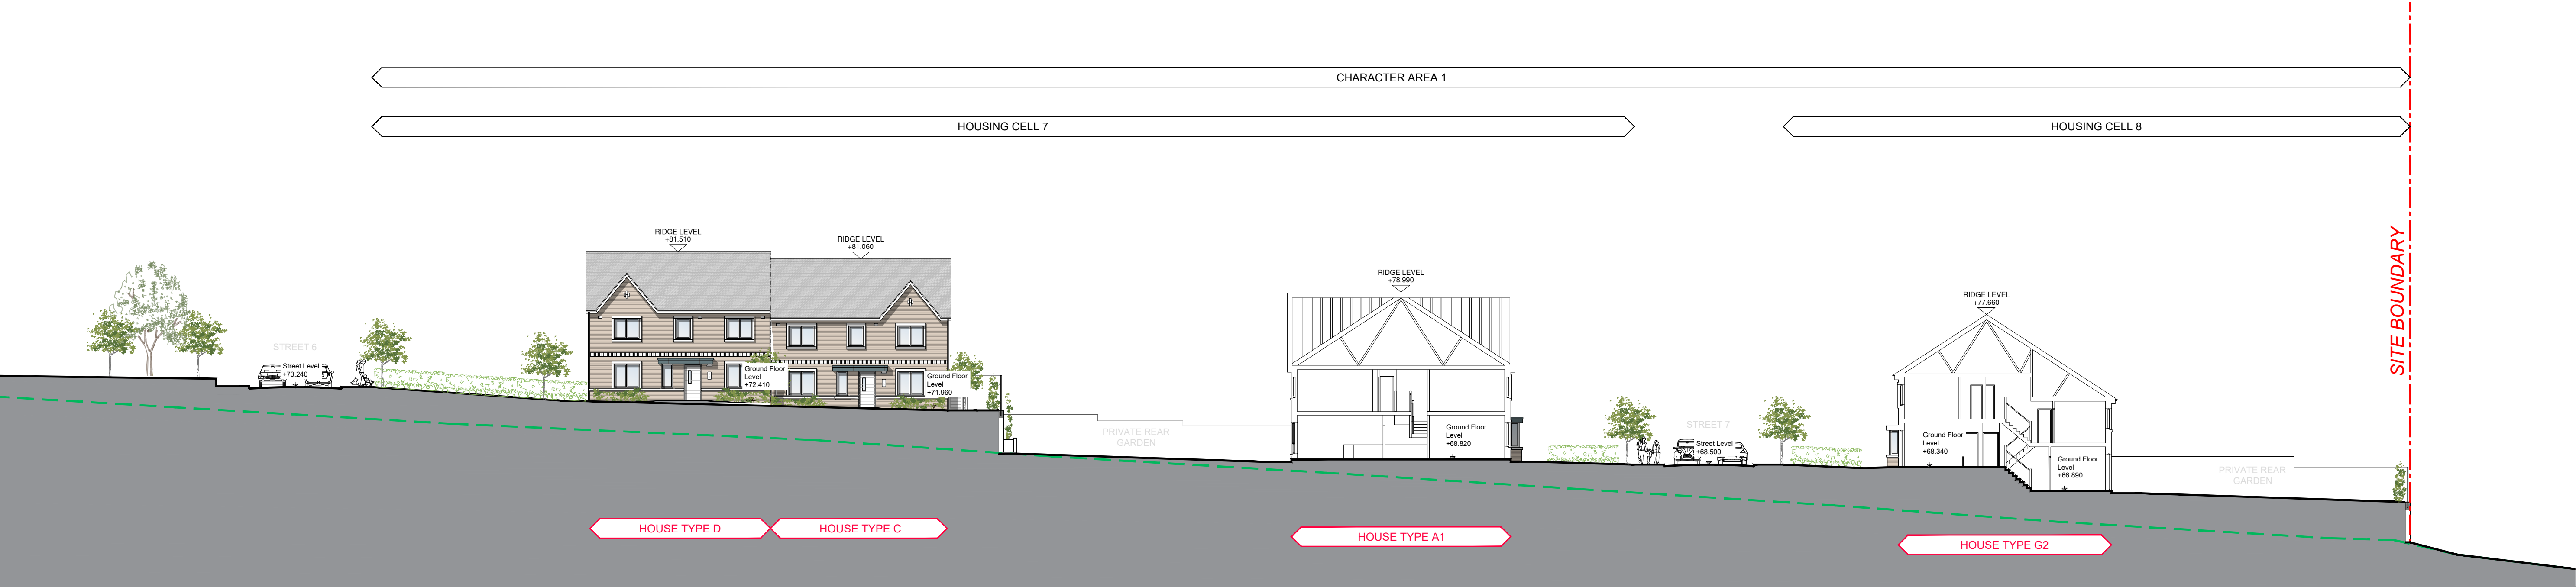 CHARACTER AREA 1
HOUSING CELL 7
HOUSING CELL 8
SITE BOUNDARY
RIDGE LEVEL
+81.510
RIDGE LEVEL
+81.060
RIDGE LEVEL
+78.990
RIDGE LEVEL
+77.660
STREET 6
Street Level
+73.240
Ground Floor
Level
+72.410
Ground Floor
Level
+71.960
PRIVATE REAR
GARDEN
Ground Floor
Level
+68.820
STREET 7
Street Level
+68.500
Ground Floor
Level
+68.340
Ground Floor
Level
+66.890
PRIVATE REAR
GARDEN
HOUSE TYPE D
HOUSE TYPE C
HOUSE TYPE A1
HOUSE TYPE G2